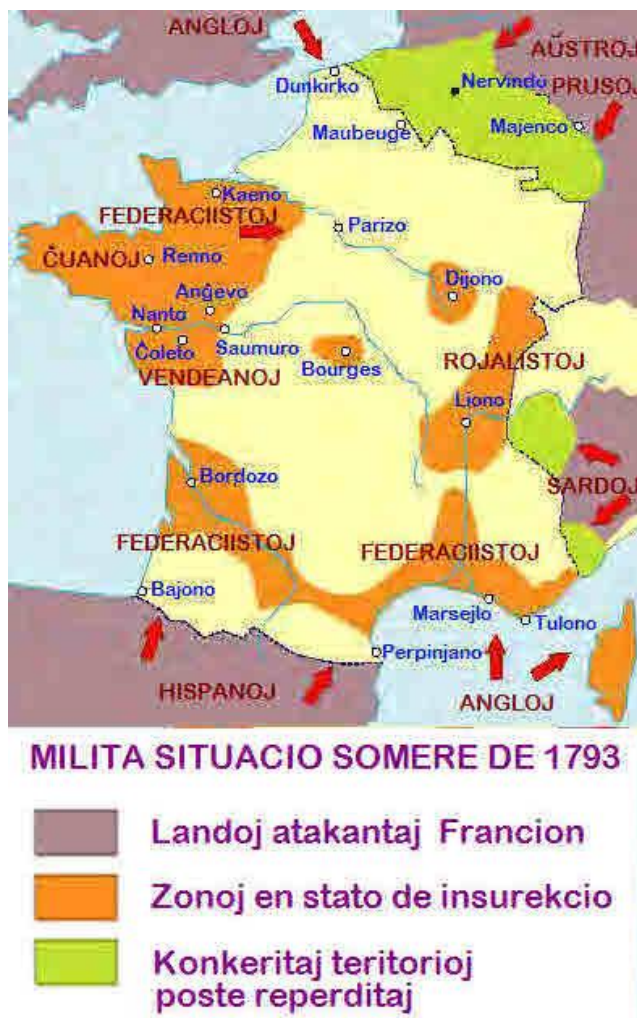 ANGLOJ
AŬSTROJ
Dunkirko
Nervindo
PRUSOJ
Maubeuge
Majenco
Kaeno
FEDERACIISTOJ
Parizo
ĈUANOJ
Renno
Anĝevo
Dijono
Nanto
Ĉoleto
Saumuro
Bourges
ROJALISTOJ
VENDEANOJ
Liono
Bordozo
SARDOJ
FEDERACIISTOJ
FEDERACIISTOJ
Bajono
Marsejlo
Tulono
Perpinjano
HISPANOJ
ANGLOJ
MILITA SITUACIO SOMERE DE 1793
Landoj atakantaj Francion
Zonoj en stato de insurekcio
Konkeritaj teritorioj
poste reperditaj